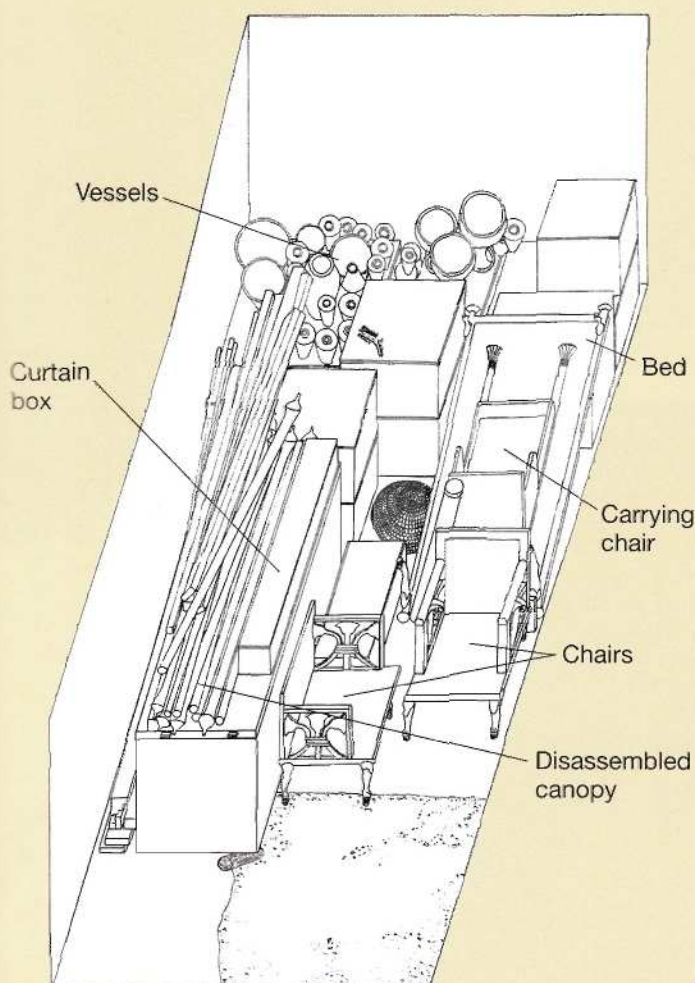 Vessels
Curtain
box
Bed
Carrying
chair
Chairs
Disassembled
canopy